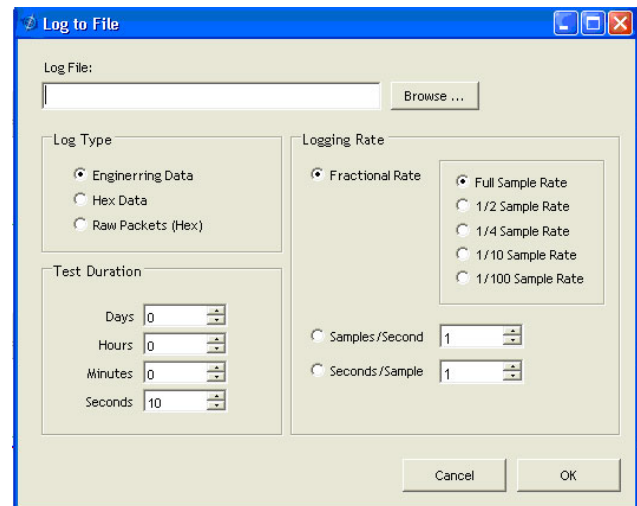 Log to File
Log File:
Browse ...
Log Type
Enginerring Data
Hex Data
Raw Packets (Hex)
Test Duration
Days 0
Hours 0
Minutes 0
Seconds 10
Logging Rate
Fractional Rate
Full Sample Rate
1/2 Sample Rate
1/4 Sample Rate
1/10 Sample Rate
1/100 Sample Rate
Samples/Second 1
Seconds/Sample 1
Cancel
OK